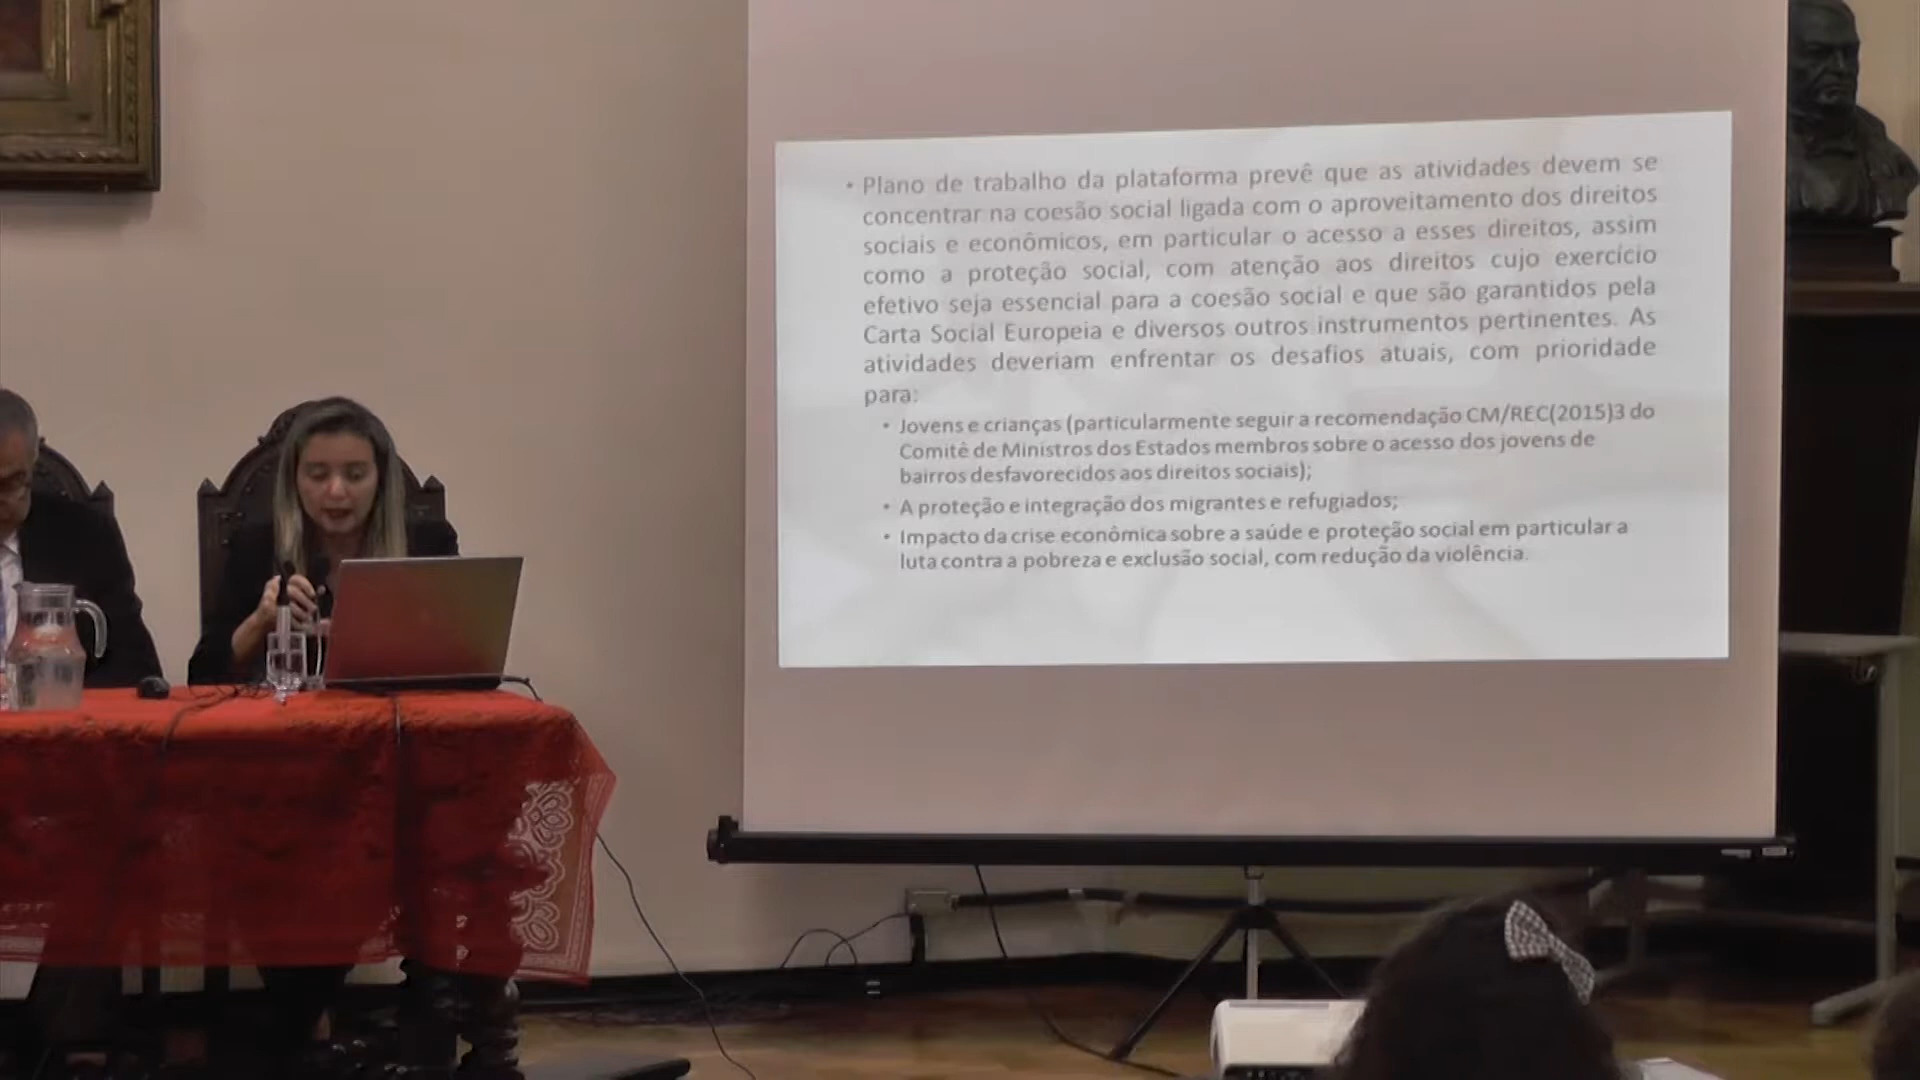 • Plano de trabalho da plataforma prevê que as atividades devem se
concentrar na coesão social ligada com o aproveitamento dos direitos
sociais e econômicos, em particular o acesso a esses direitos, assim
como a proteção social, com atenção aos direitos cujo exercício
efetivo seja essencial para a coesão social e que são garantidos pela
Carta Social Europeia e diversos outros instrumentos pertinentes. As
atividades deveriam enfrentar os desafios atuais, com prioridade
para:
• Jovens e crianças (particularmente seguir a recomendação CM/REC(2015)3 do
Comitê de Ministros dos Estados membros sobre o acesso dos jovens de
bairros desfavorecidos aos direitos sociais);
• A proteção e integração dos migrantes e refugiados;
• Impacto da crise econômica sobre a saúde e proteção social em particular a
luta contra a pobreza e exclusão social, com redução da violência.